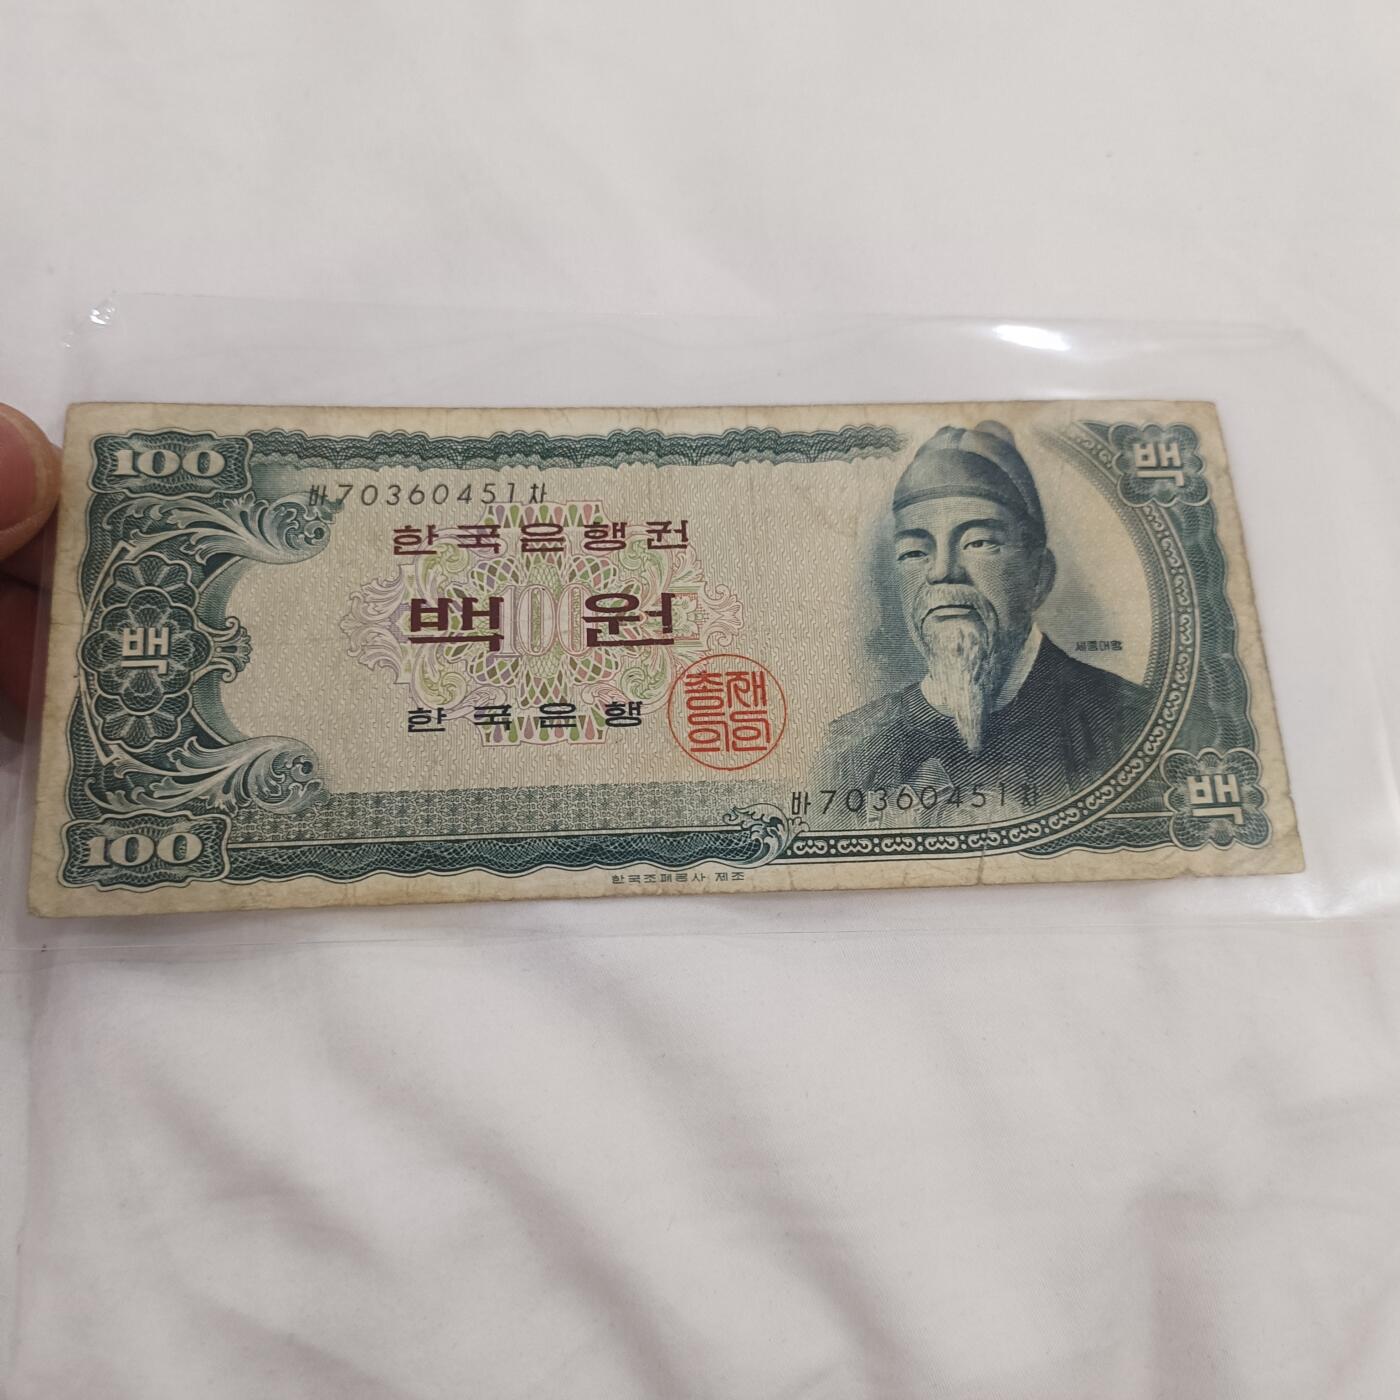 100
백
바70360451차
한국은행권
백
백 100 원
한국은행
총재의인
세종대왕
바70360451차
백
100
한국조폐공사 제조